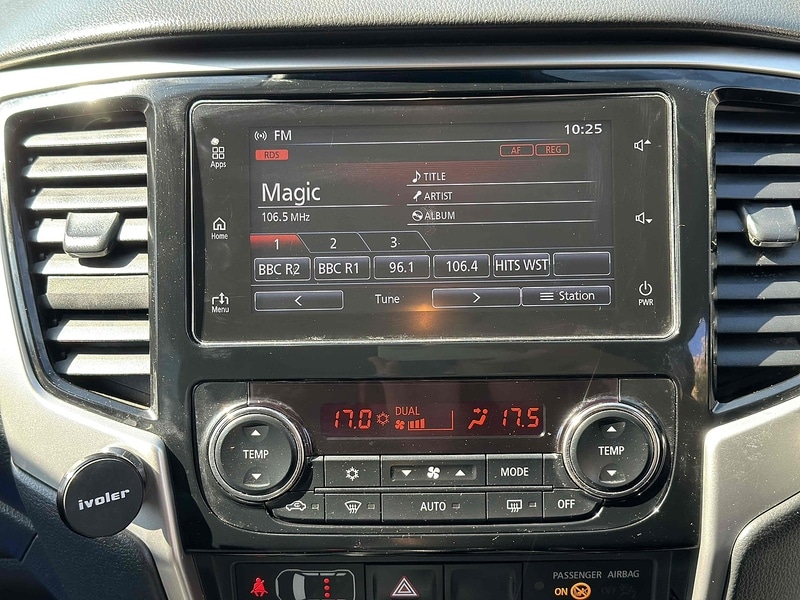 FM 10:25
RDS AF REG
Apps
Magic
106.5 MHz
TITLE
ARTIST
ALBUM
Home
1 2 3
BBC R2 BBC R1 96.1 106.4 HITS WST
< Tune > Station
Menu
PWR
17.0 DUAL 17.5
TEMP
TEMP
MODE
AUTO OFF
ivoler
PASSENGER AIRBAG
ON